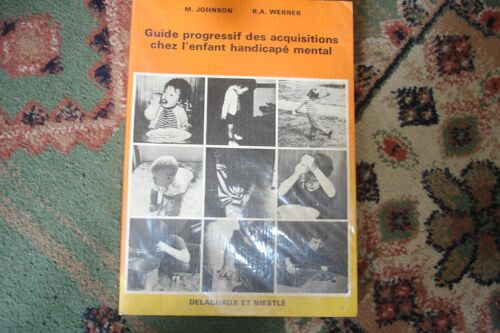 M. JOHNSON R.A. WERNER
Guide progressif des acquisitions
chez l'enfant handicapé mental
DELACHAUX ET NIESTLÉ